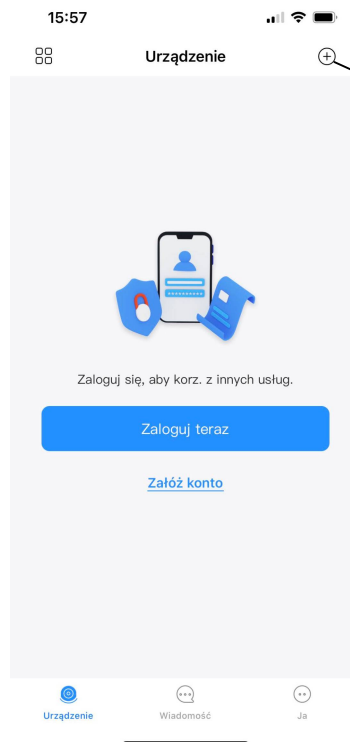 15:57
Urządzenie
Zaloguj się, aby korz. z innych usług.
Zaloguj teraz
Załóż konto
Urządzenie
Wiadomość
Ja